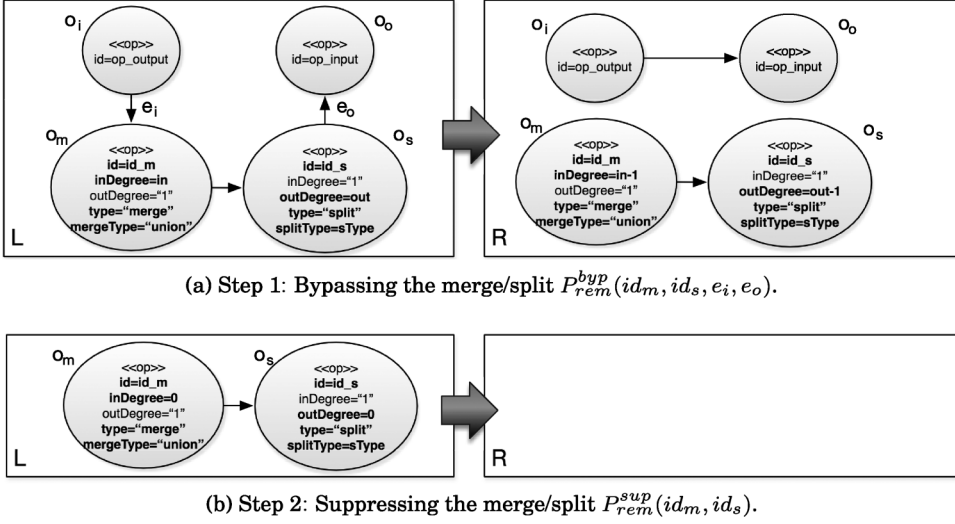 O_i
<<op>>
id=op_output
O_o
<<op>>
id=op_input
e_i
e_o
O_m
<<op>>
id=id_m
inDegree=in
outDegree="1"
type="merge"
mergeType="union"
O_s
<<op>>
id=id_s
inDegree="1"
outDegree=out
type="split"
splitType=sType
L
O_i
<<op>>
id=op_output
O_o
<<op>>
id=op_input
O_m
<<op>>
id=id_m
inDegree=in-1
outDegree="1"
type="merge"
mergeType="union"
O_s
<<op>>
id=id_s
inDegree="1"
outDegree=out-1
type="split"
splitType=sType
R
(a) Step 1: Bypassing the merge/split P_{rem}^{byp}(id_m, id_s, e_i, e_o).
O_m
<<op>>
id=id_m
inDegree=0
outDegree="1"
type="merge"
mergeType="union"
O_s
<<op>>
id=id_s
inDegree="1"
outDegree=0
type="split"
splitType=sType
L
R
(b) Step 2: Suppressing the merge/split P_{rem}^{sup}(id_m, id_s).